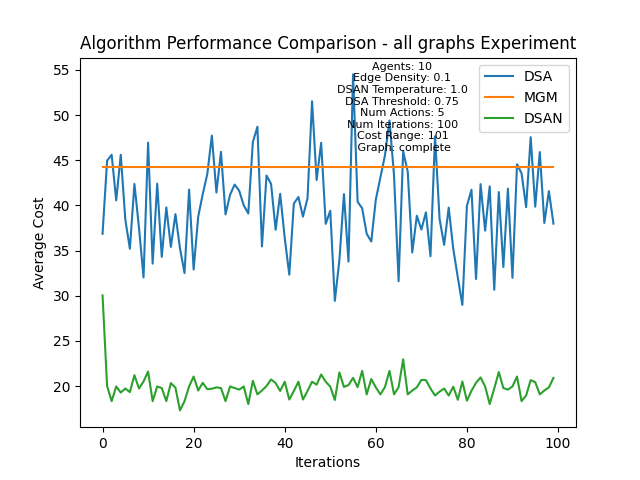 Algorithm Performance Comparison - all graphs Experiment
Agents: 10
Edge Density: 0.1
DSAN Temperature: 1.0
DSA Threshold: 0.75
Num Actions: 5
Num Iterations: 100
Cost Range: 101
Graph: complete
DSA
MGM
DSAN
Average Cost
55
50
45
40
35
30
25
20
0
20
40
60
80
100
Iterations